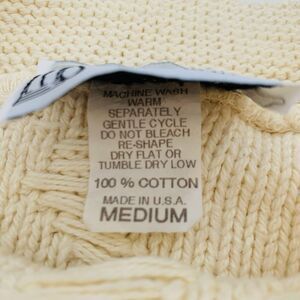 MACHINE WASH
WARM
SEPARATELY
GENTLE CYCLE
DO NOT BLEACH
RE-SHAPE
DRY FLAT OR
TUMBLE DRY LOW
100 % COTTON
MADE IN U.S.A.
MEDIUM